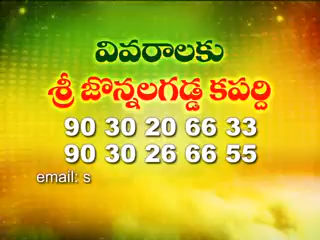 వివరాలకు
శ్రీ జొన్నలగడ్డ కపర్ది
90 30 20 66 33
90 30 26 66 55
email: s